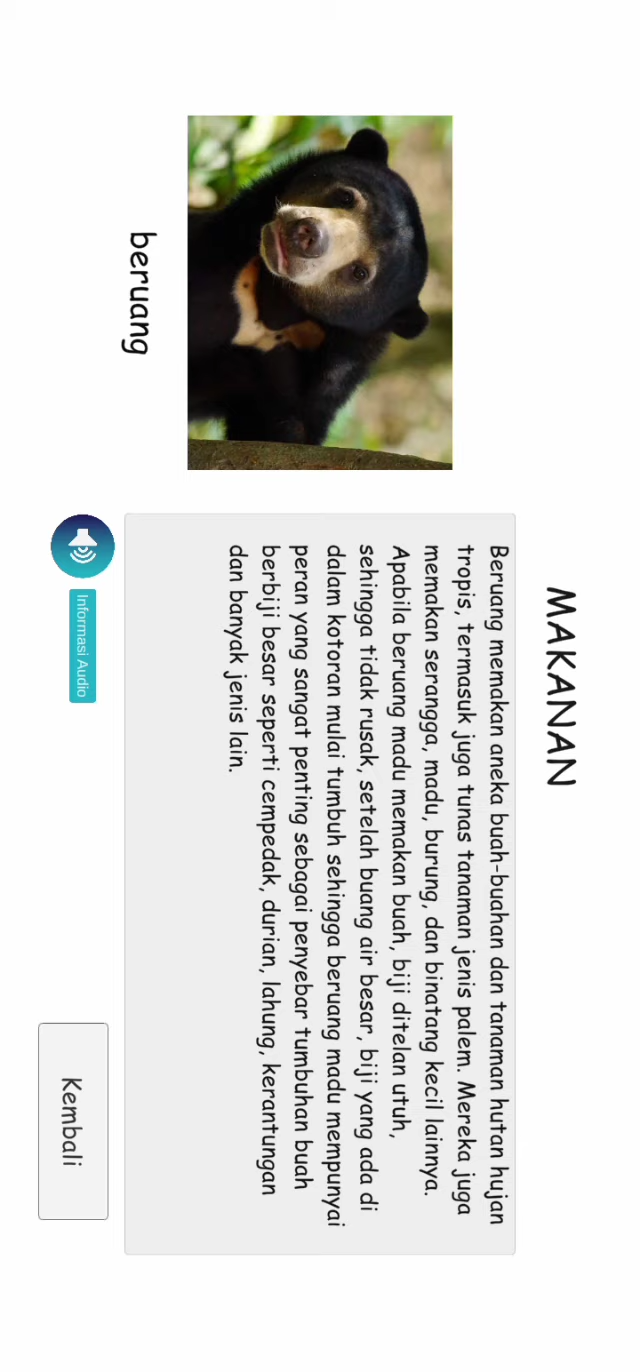 MAKANAN
Beruang memakan aneka buah-buahan dan tanaman hutan hujan
tropis, termasuk juga tunas tanaman jenis palem. Mereka juga
memakan serangga, madu, burung, dan binatang kecil lainnya.
Apabila beruang madu memakan buah, biji ditelan utuh,
sehingga tidak rusak, setelah buang air besar, biji yang ada di
dalam kotoran mulai tumbuh sehingga beruang madu mempunyai
peran yang sangat penting sebagai penyebar tumbuhan buah
berbiji besar seperti cempedak, durian, lahung, kerantungan
dan banyak jenis lain.
beruang
Informasi Audio
Kembali